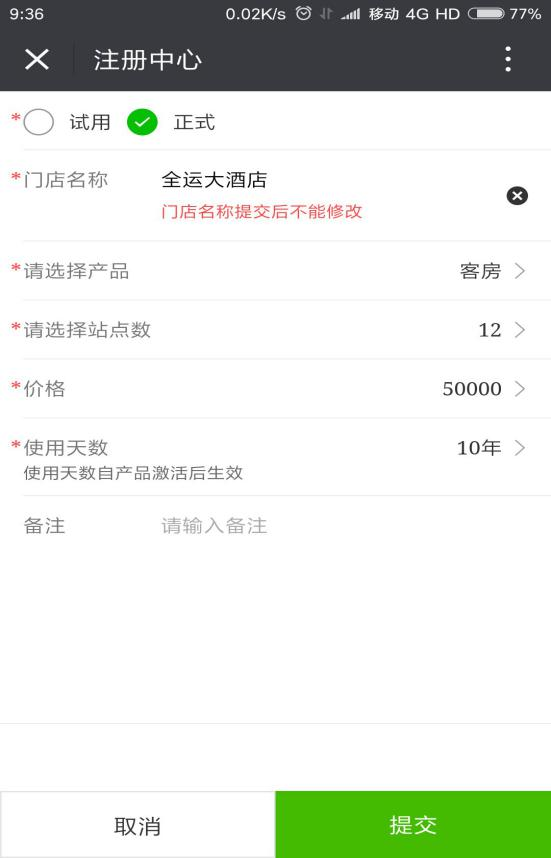 9:36 0.02K/s 移动 4G HD 77%
注册中心
*试用 正式
*门店名称 全运大酒店
门店名称提交后不能修改
*请选择产品 客房
*请选择站点数 12
*价格 50000
*使用天数 10年
使用天数自产品激活后生效
备注 请输入备注
取消 提交